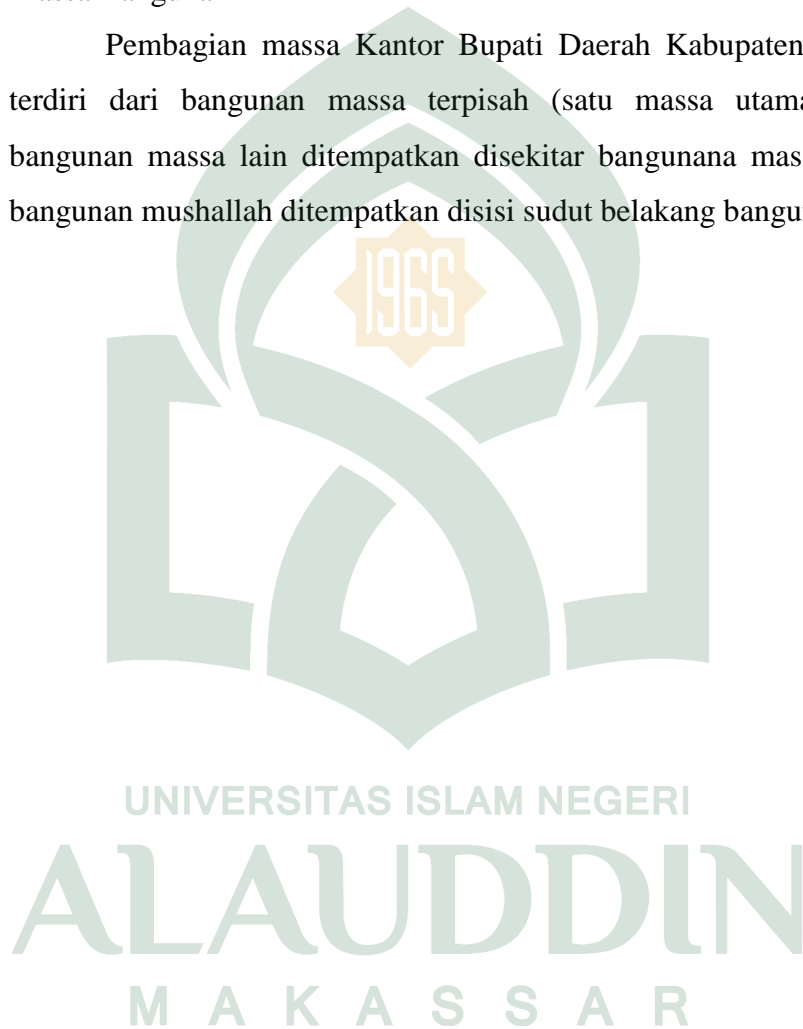 Pembagian massa Kantor Bupati Daerah Kabupaten
terdiri dari bangunan massa terpisah (satu massa utama
bangunan massa lain ditempatkan disekitar bangunana mas
bangunan mushallah ditempatkan disisi sudut belakang
1965
UNIVERSITAS ISLAM NEGERI
ALAUDDIN
MAKASSAR